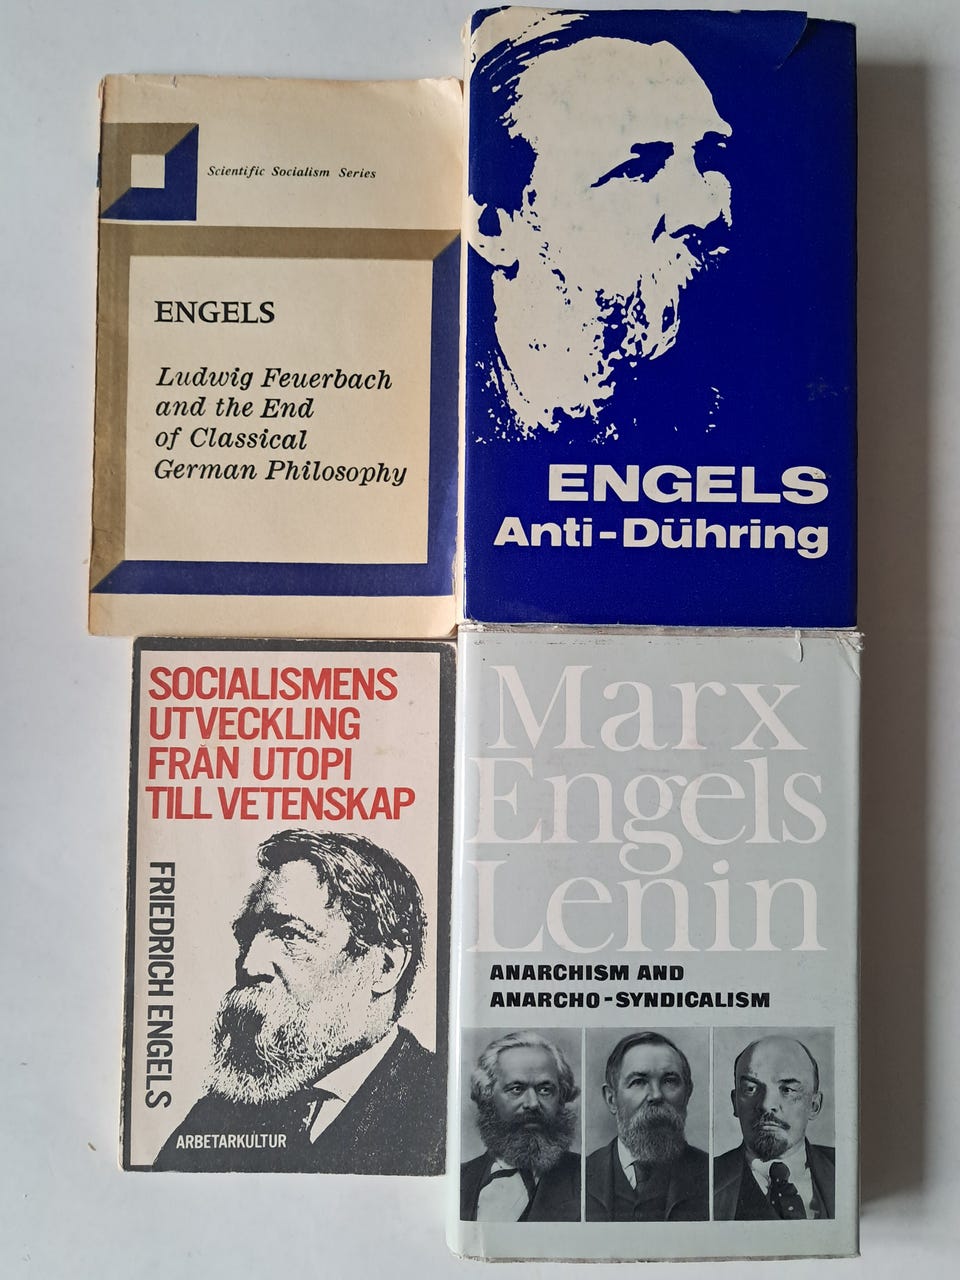 Scientific Socialism Series
ENGELS
Ludwig Feuerbach
and the End
of Classical
German Philosophy
ENGELS
Anti-Dühring
SOCIALISMENS
UTVECKLING
FRÅN UTOPI
TILL VETENSKAP
FRIEDRICH ENGELS
ARBETARKULTUR
Marx
Engels
Lenin
ANARCHISM AND
ANARCHO-SYNDICALISM